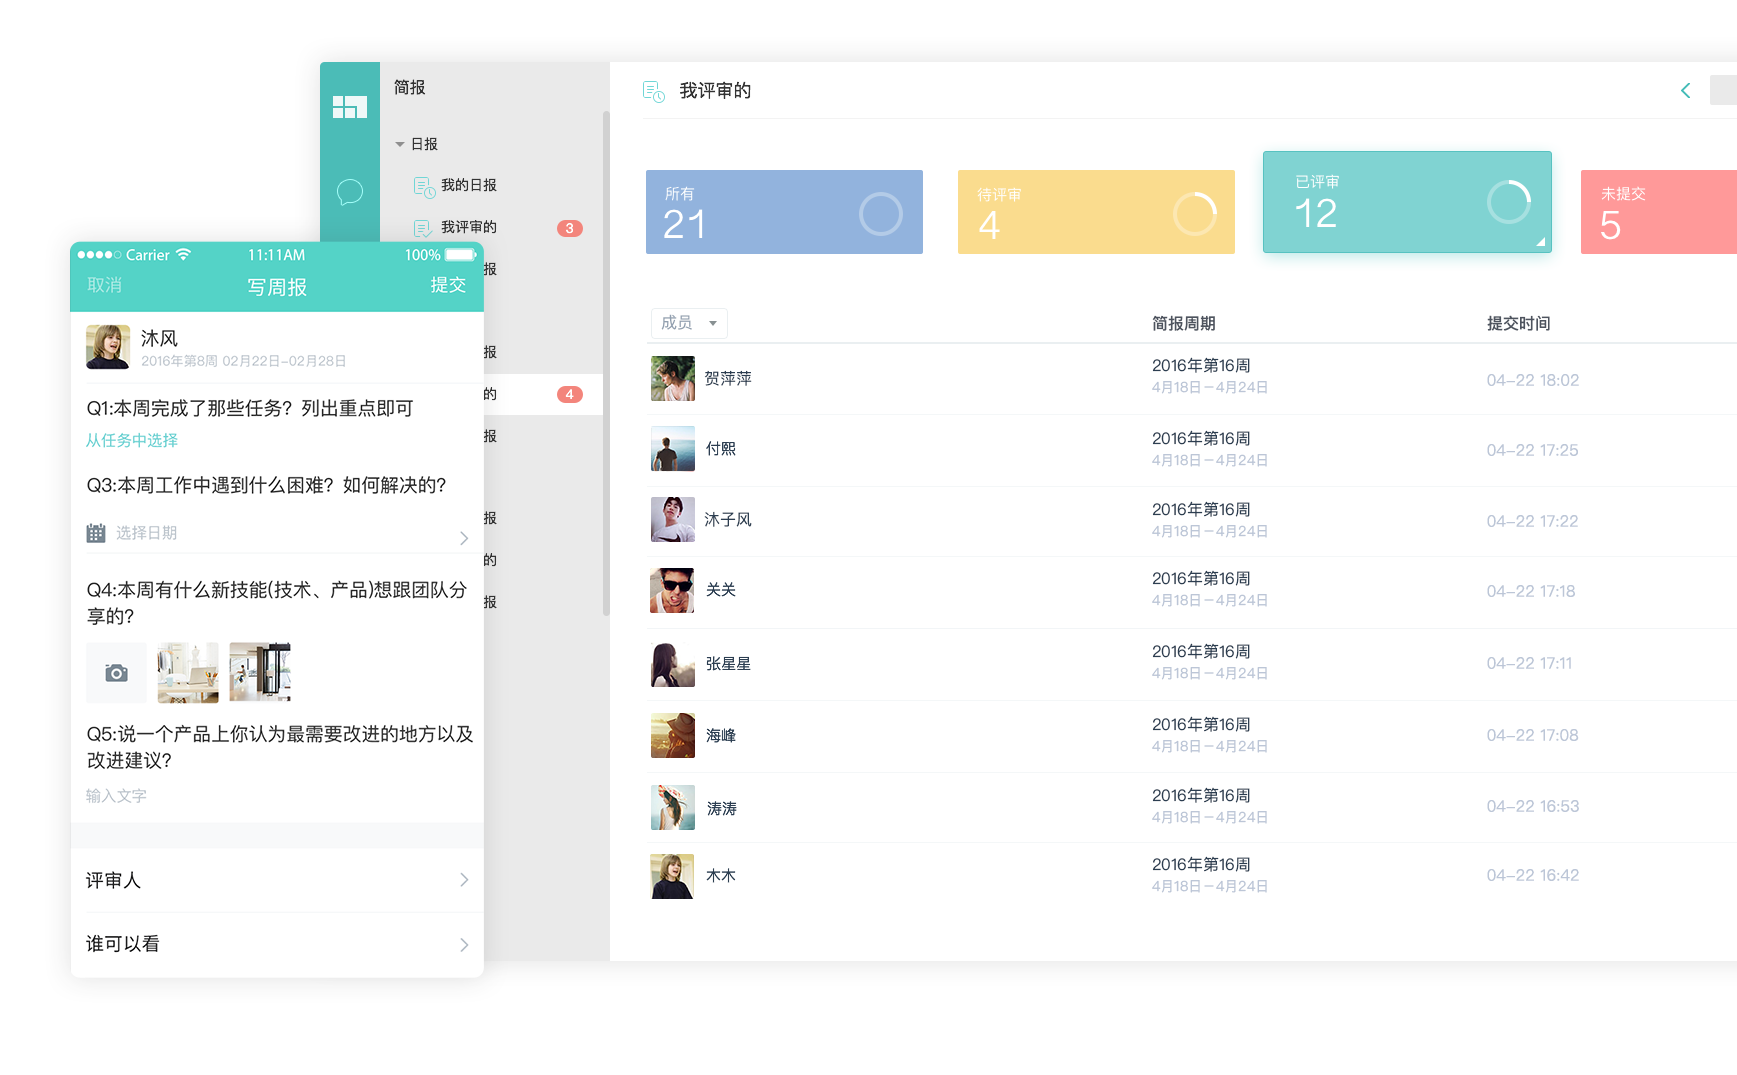 简报
日报
我的日报
我评审的
3
报
报
的
4
报
报
的
报
我评审的
所有
21
待评审
4
已评审
12
未提交
5
成员
简报周期
提交时间
贺萍萍
2016年第16周
4月18日－4月24日
04-22 18:02
付熙
2016年第16周
4月18日－4月24日
04-22 17:25
沐子风
2016年第16周
4月18日－4月24日
04-22 17:22
关关
2016年第16周
4月18日－4月24日
04-22 17:18
张星星
2016年第16周
4月18日－4月24日
04-22 17:11
海峰
2016年第16周
4月18日－4月24日
04-22 17:08
涛涛
2016年第16周
4月18日－4月24日
04-22 16:53
木木
2016年第16周
4月18日－4月24日
04-22 16:42
Carrier 11:11AM 100%
取消 写周报 提交
沐风
2016年第8周 02月22日-02月28日
Q1:本周完成了那些任务？列出重点即可
从任务中选择
Q3:本周工作中遇到什么困难？如何解决的?
选择日期
Q4:本周有什么新技能(技术、产品)想跟团队分
享的?
Q5:说一个产品上你认为最需要改进的地方以及
改进建议?
输入文字
评审人
谁可以看